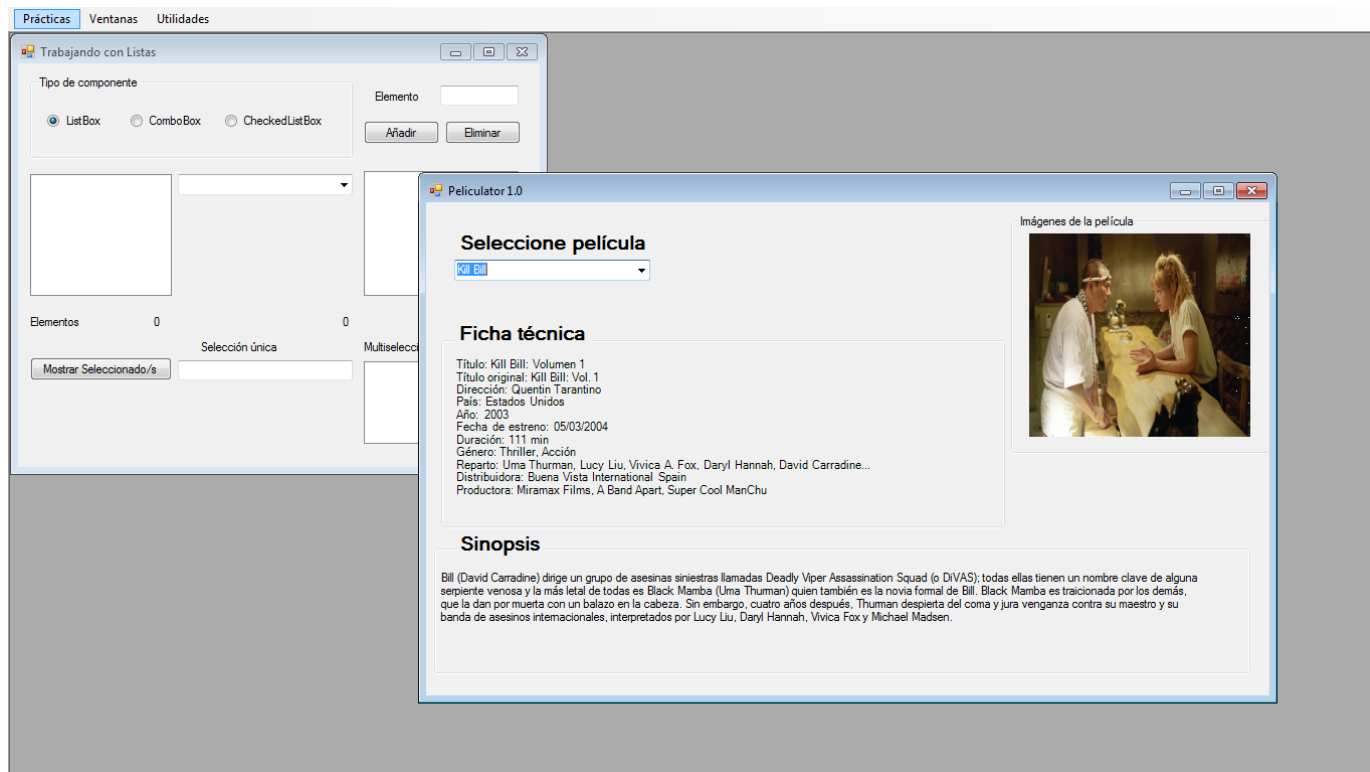 Prácticas Ventanas Utilidades
Trabajando con Listas
Tipo de componente
ListBox ComboBox CheckedListBox
Elemento
Añadir Eliminar
Elementos 0 0
Selección única
Multiselecci
Mostrar Seleccionado/s
Peliculator 1.0
Seleccione película
Kill Bill
Imágenes de la película
Ficha técnica
Título: Kill Bill: Volumen 1
Título original: Kill Bill: Vol. 1
Dirección: Quentin Tarantino
País: Estados Unidos
Año: 2003
Fecha de estreno: 05/03/2004
Duración: 111 min
Género: Thriller, Acción
Reparto: Uma Thurman, Lucy Liu, Vivica A. Fox, Daryl Hannah, David Carradine...
Distribuidora: Buena Vista International Spain
Productora: Miramax Films, A Band Apart, Super Cool ManChu
Sinopsis
Bill (David Carradine) dirige un grupo de asesinas siniestras llamadas Deadly Viper Assassination Squad (o DiVAS); todas ellas tienen un nombre clave de alguna
serpiente venosa y la más letal de todas es Black Mamba (Uma Thurman) quien también es la novia formal de Bill. Black Mamba es traicionada por los demás,
que la dan por muerta con un balazo en la cabeza. Sin embargo, cuatro años después, Thurman despierta del coma y jura venganza contra su maestro y su
banda de asesinos internacionales, interpretados por Lucy Liu, Daryl Hannah, Vivica Fox y Michael Madsen.